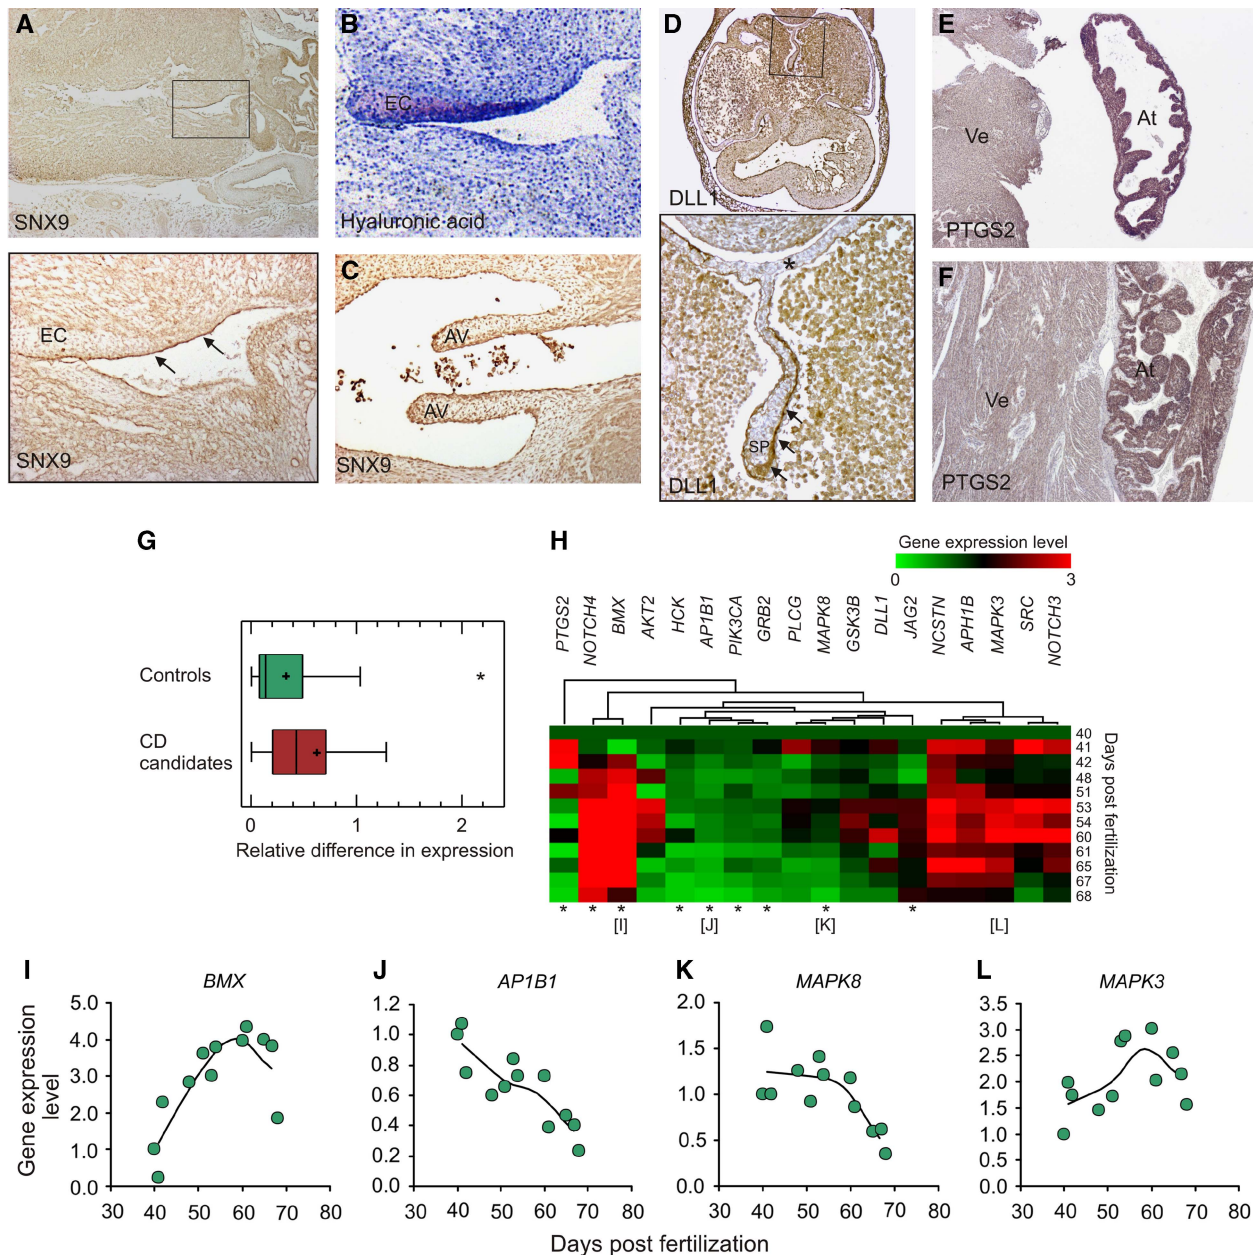 A
SNX9
EC
SNX9
B
EC
Hyaluronic acid
C
AV
AV
SNX9
D
DLL1
*
SP
DLL1
E
Ve
At
PTGS2
F
Ve
At
PTGS2
G
Controls
*
CD
candidates
0 1 2
Relative difference in expression
H
Gene expression level
0 3
PTGS2 NOTCH4 BMX AKT2 HCK AP1B1 PIK3CA GRB2 PLCG MAPK8 GSK3B DLL1 JAG2 NCSTN APH1B MAPK3 SRC NOTCH3
40
41
42
48
51
53
54
60
61
65
67
68
Days post fertilization
* * * * * * * * *
[I] [J] [K] [L]
I
BMX
5.0
4.0
3.0
2.0
1.0
0.0
30 40 50 60 70 80
Gene expression
level
J
AP1B1
1.2
1.0
0.8
0.6
0.4
0.2
0.0
30 40 50 60 70 80
K
MAPK8
2.0
1.5
1.0
0.5
0.0
30 40 50 60 70 80
L
MAPK3
3.5
3.0
2.5
2.0
1.5
1.0
0.5
0.0
30 40 50 60 70 80
Days post fertilization